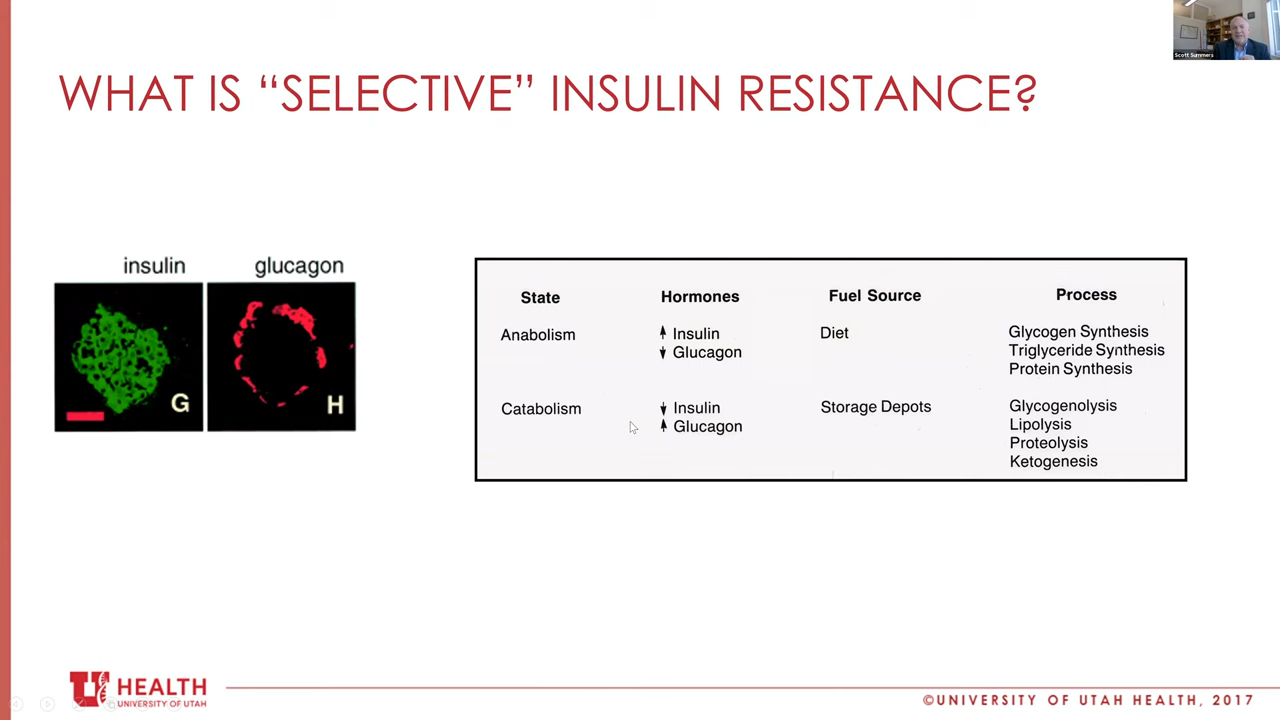 Scott Summers
WHAT IS “SELECTIVE” INSULIN RESISTANCE?
insulin
glucagon
G
H
State Hormones Fuel Source Process
Anabolism
↑ Insulin
↓ Glucagon
Diet
Glycogen Synthesis
Triglyceride Synthesis
Protein Synthesis
Catabolism
↓ Insulin
↑ Glucagon
Storage Depots
Glycogenolysis
Lipolysis
Proteolysis
Ketogenesis
U HEALTH
UNIVERSITY OF UTAH
©UNIVERSITY OF UTAH HEALTH, 2017